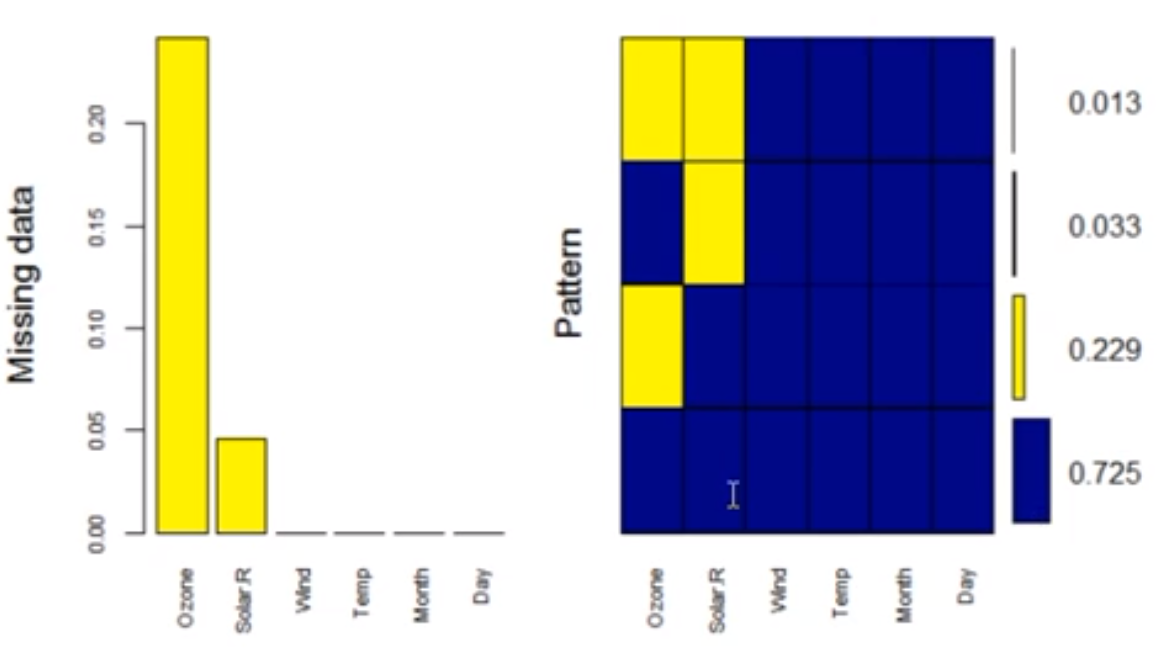 Missing data
0.20
0.15
0.10
0.05
0.00
Ozone
Solar.R
Wind
Temp
Month
Day
Pattern
Ozone
Solar.R
Wind
Temp
Month
Day
0.013
0.033
0.229
0.725